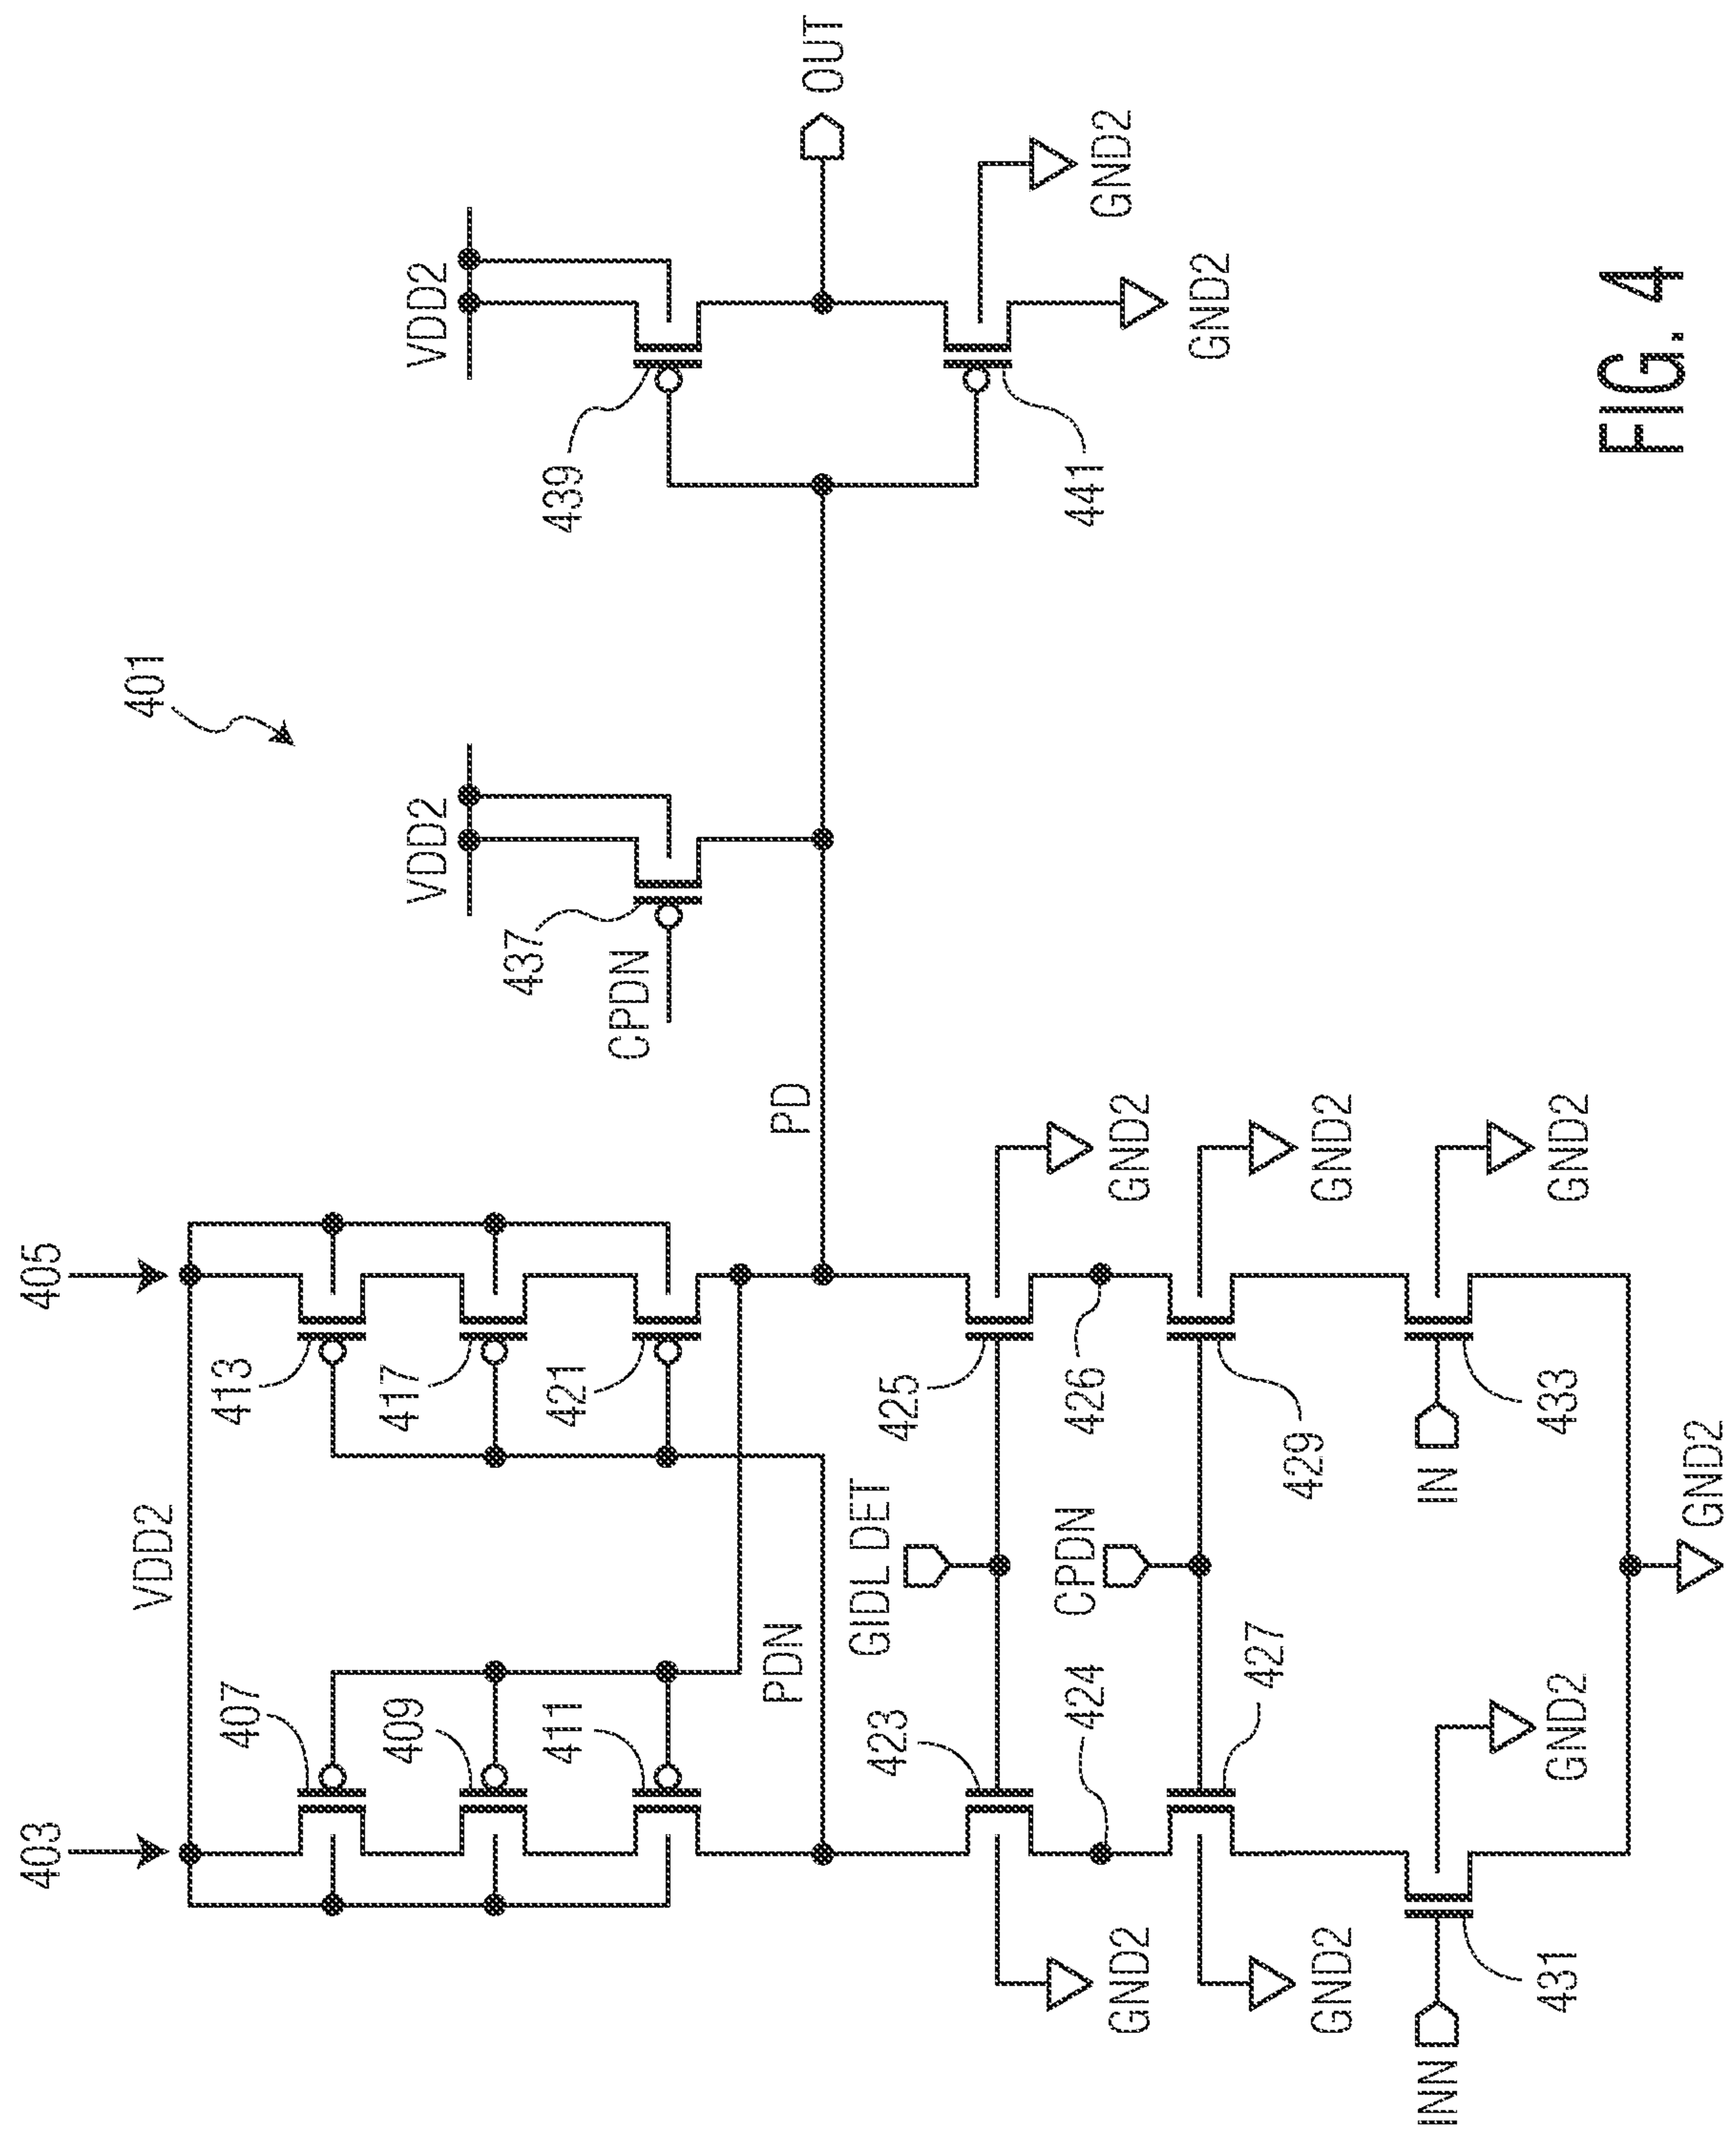 401
403
VDD2
405
407
413
409
417
411
421
PDN
PD
VDD2
437
CPDN
VDD2
439
441
OUT
GND2
GND2
423
GIDL DET
425
GND2
GND2
424
426
CPDN
427
429
GND2
GND2
INN
431
GND2
IN
433
GND2
GND2
FIG. 4